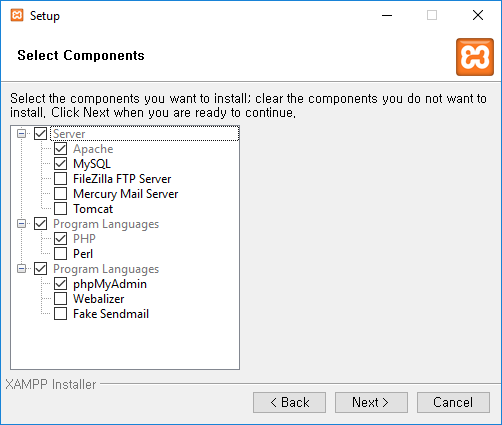 Setup
Select Components
Select the components you want to install; clear the components you do not want to
install. Click Next when you are ready to continue.
Server
Apache
MySQL
FileZilla FTP Server
Mercury Mail Server
Tomcat
Program Languages
PHP
Perl
Program Languages
phpMyAdmin
Webalizer
Fake Sendmail
XAMPP Installer
< Back
Next >
Cancel